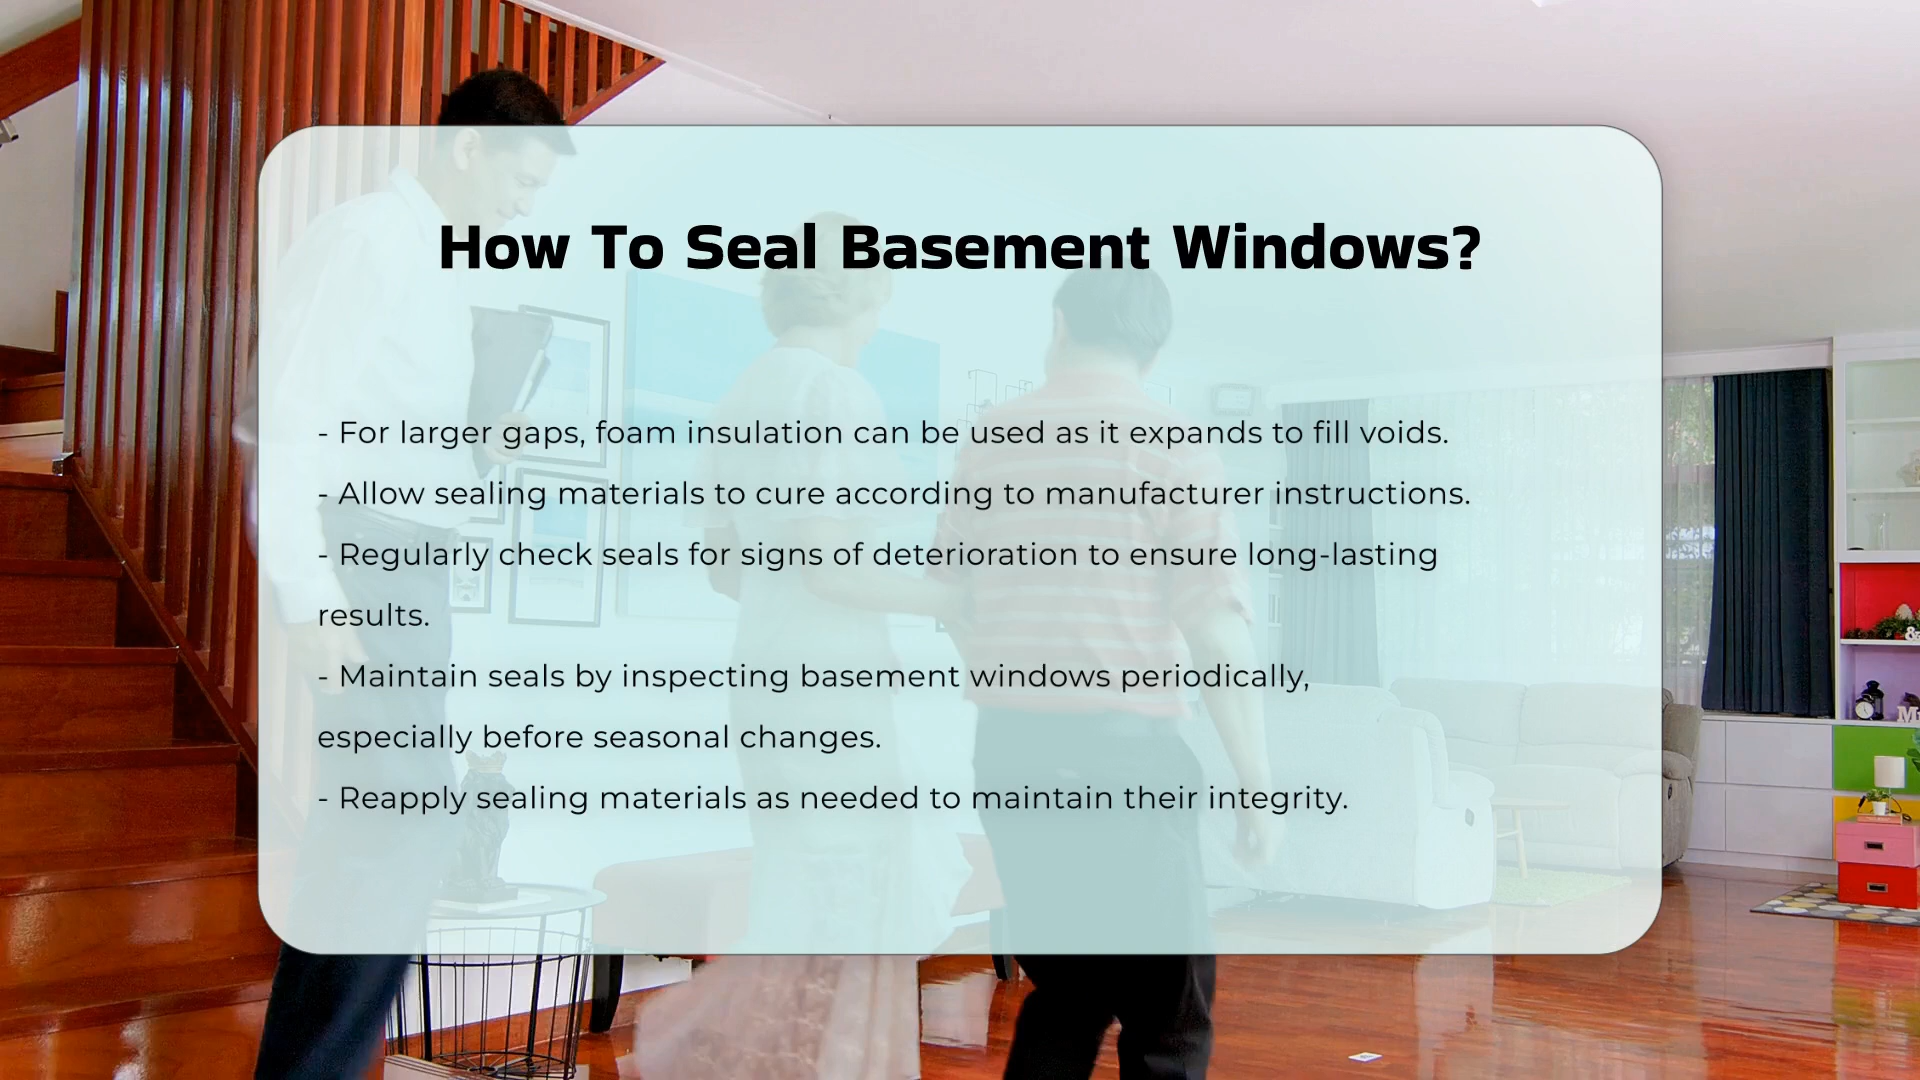 How To Seal Basement Windows?
- For larger gaps, foam insulation can be used as it expands to fill voids.
- Allow sealing materials to cure according to manufacturer instructions.
- Regularly check seals for signs of deterioration to ensure long-lasting
results.
- Maintain seals by inspecting basement windows periodically,
especially before seasonal changes.
- Reapply sealing materials as needed to maintain their integrity.